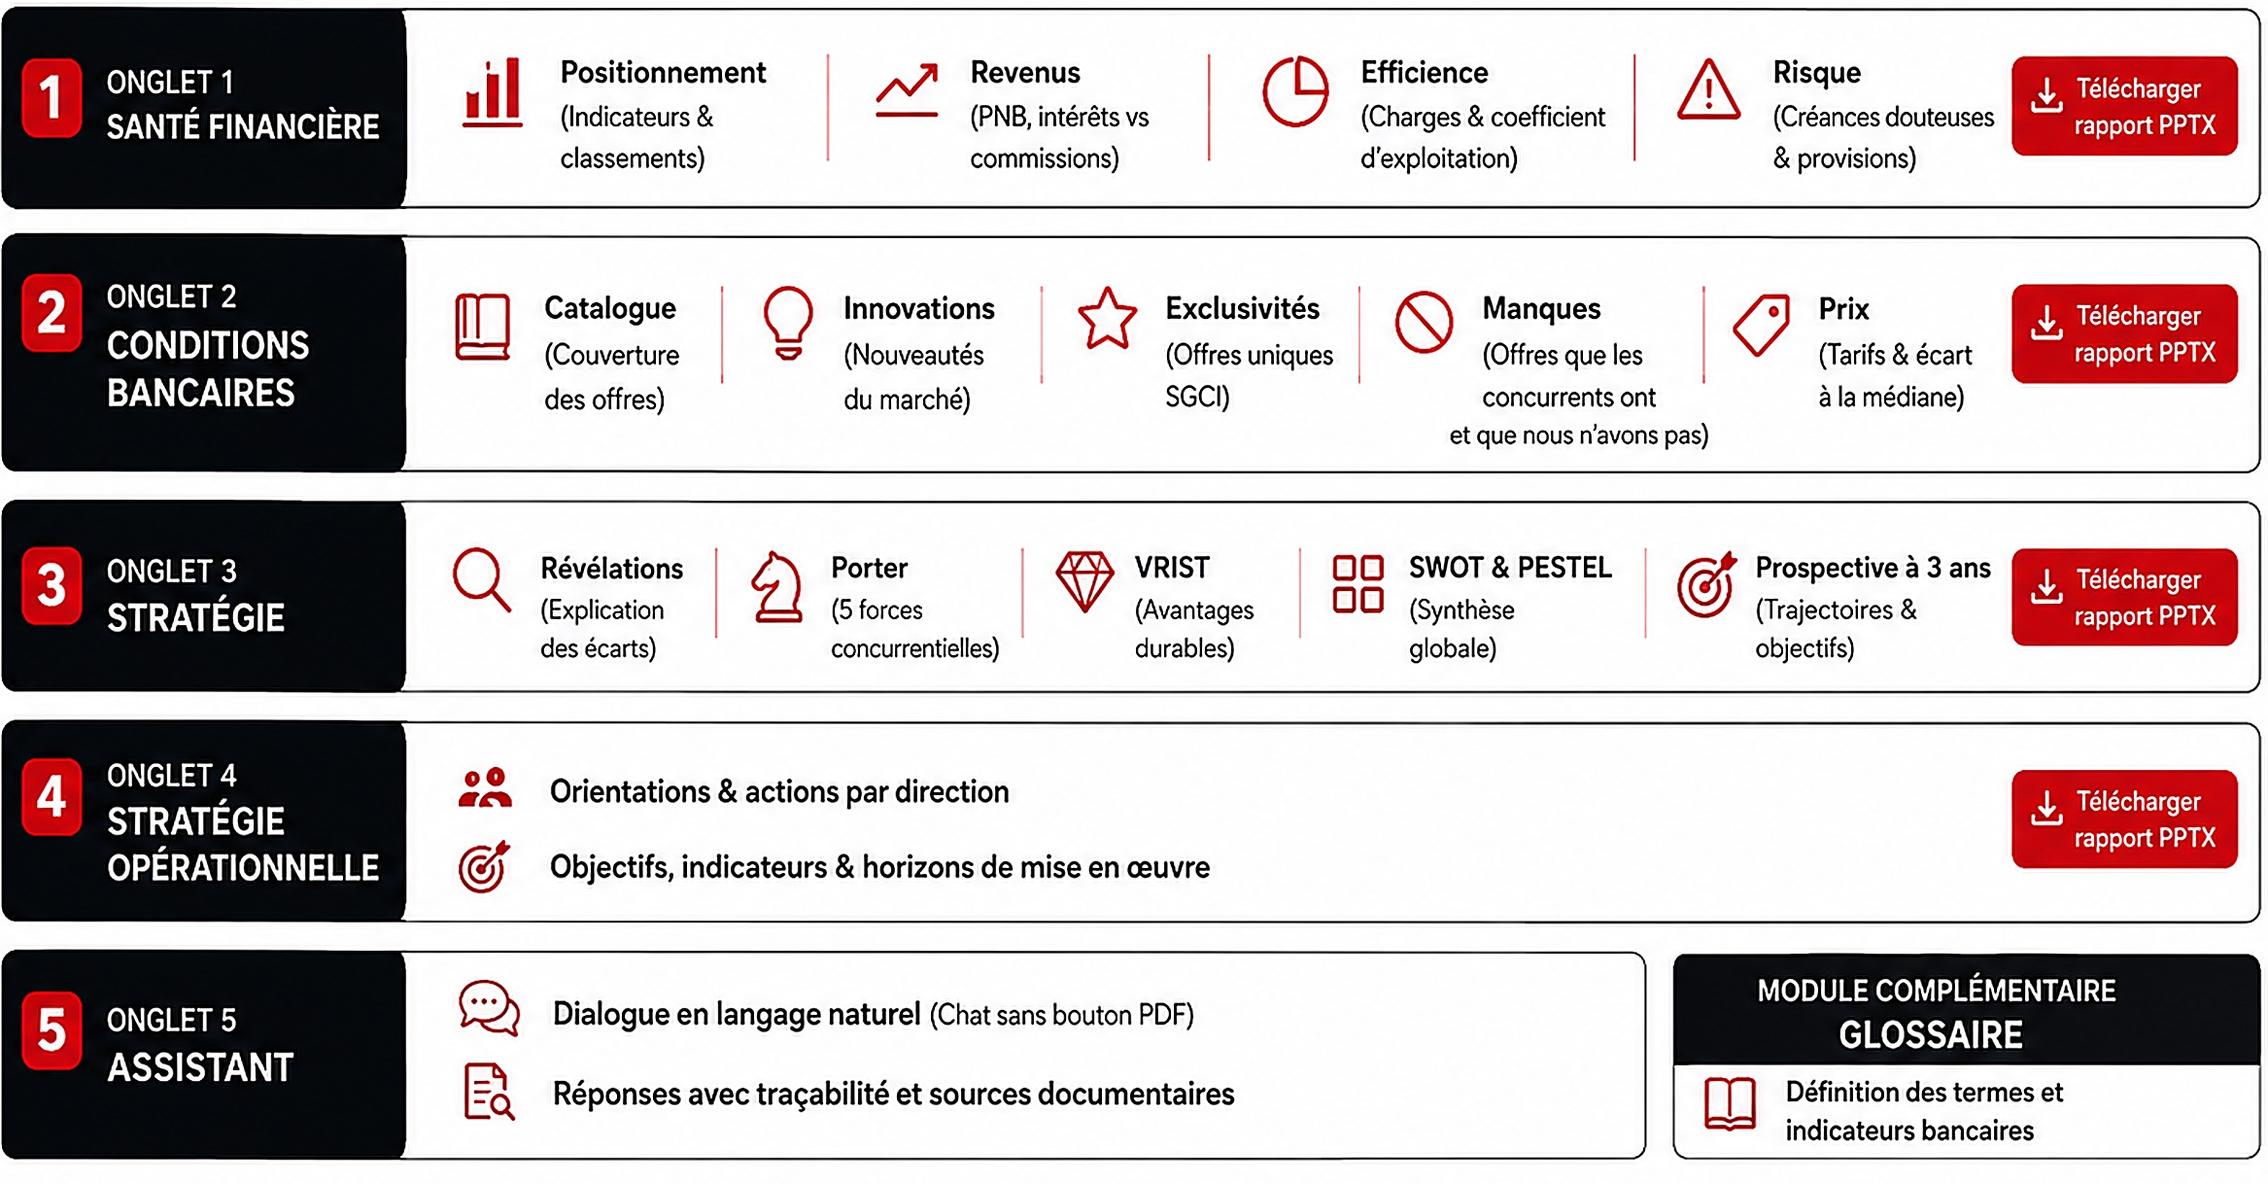 1
ONGLET 1
SANTÉ FINANCIÈRE
Positionnement
(Indicateurs &
classements)
Revenus
(PNB, intérêts vs
commissions)
Efficience
(Charges & coefficient
d'exploitation)
Risque
(Créances douteuses
& provisions)
Télécharger
rapport PPTX
2
ONGLET 2
CONDITIONS
BANCAIRES
Catalogue
(Couverture
des offres)
Innovations
(Nouveautés
du marché)
Exclusivités
(Offres uniques
SGCI)
Manques
(Offres que les
concurrents ont
et que nous n'avons pas)
Prix
(Tarifs & écart
à la médiane)
Télécharger
rapport PPTX
3
ONGLET 3
STRATÉGIE
Révélations
(Explication
des écarts)
Porter
(5 forces
concurrentielles)
VRIST
(Avantages
durables)
SWOT & PESTEL
(Synthèse
globale)
Prospective à 3 ans
(Trajectoires &
objectifs)
Télécharger
rapport PPTX
4
ONGLET 4
STRATÉGIE
OPÉRATIONNELLE
Orientations & actions par direction
Objectifs, indicateurs & horizons de mise en œuvre
Télécharger
rapport PPTX
5
ONGLET 5
ASSISTANT
Dialogue en langage naturel (Chat sans bouton PDF)
Réponses avec traçabilité et sources documentaires
MODULE COMPLÉMENTAIRE
GLOSSAIRE
Définition des termes et
indicateurs bancaires